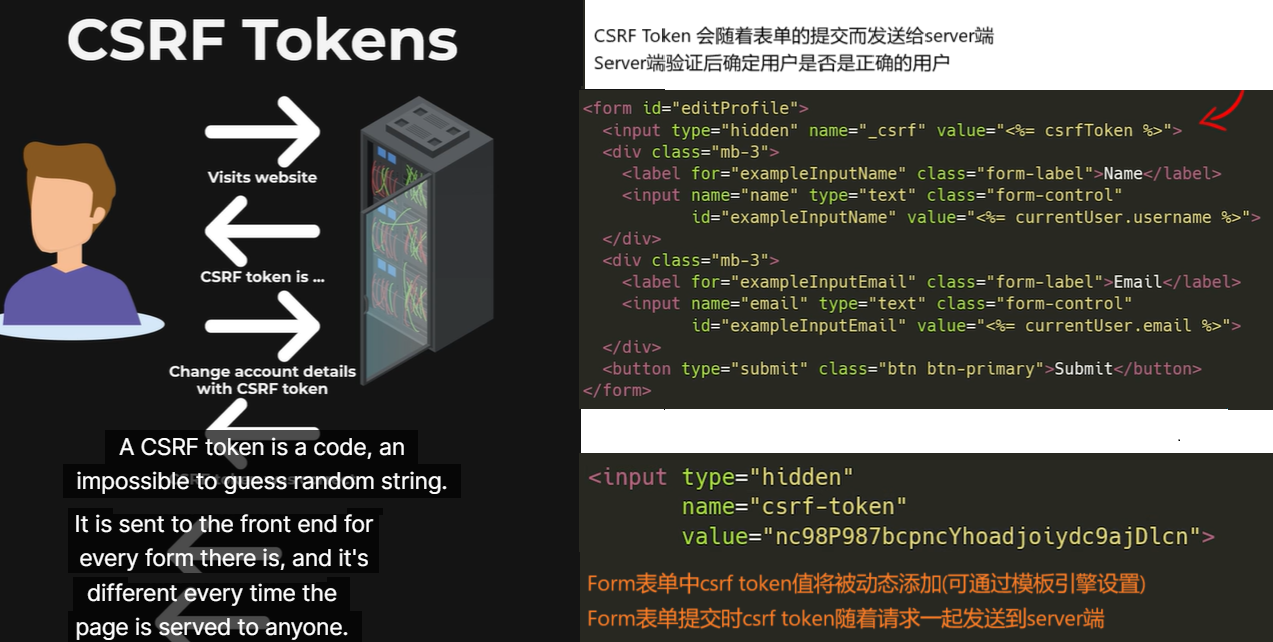 CSRF Tokens
Visits website
CSRF token is ...
Change account details
with CSRF token
A CSRF token is a code, an
impossible to guess random string.
It is sent to the front end for
every form there is, and it's
different every time the
page is served to anyone.
CSRF Token 会随着表单的提交而发送给server端
Server端验证后确定用户是否是正确的用户
<form id="editProfile">
<input type="hidden" name="_csrf" value="<%= csrfToken %>">
<div class="mb-3">
<label for="exampleInputName" class="form-label">Name</label>
<input name="name" type="text" class="form-control"
id="exampleInputName" value="<%= currentUser.username %>">
</div>
<div class="mb-3">
<label for="exampleInputEmail" class="form-label">Email</label>
<input name="email" type="text" class="form-control"
id="exampleInputEmail" value="<%= currentUser.email %>">
</div>
<button type="submit" class="btn btn-primary">Submit</button>
</form>
<input type="hidden"
name="csrf-token"
value="nc98P987bcpncYhoadjoiydc9ajDlcn">
Form表单中csrf token值将被动态添加(可通过模板引擎设置)
Form表单提交时csrf token随着请求一起发送到server端